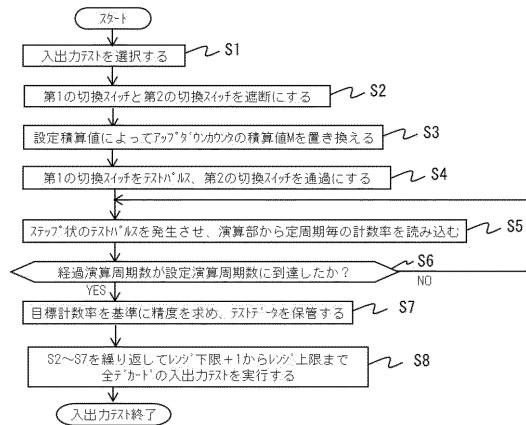 スタート
入出力テストを選択する
S1
第1の切換スイッチと第2の切換スイッチを遮断にする
S2
設定積算値によってアップダウンカウンタの積算値Mを置き換える
S3
第1の切換スイッチをテストパルス、第2の切換スイッチを通過にする
S4
ステップ状のテストパルスを発生させ、演算部から定周期毎の計数率を読み込む
S5
経過演算周期数が設定演算周期数に到達したか？
S6
YES
NO
目標計数率を基準に精度を求め、テストデータを保管する
S7
S2～S7を繰り返してレンジ下限＋1からレンジ上限まで
全デカードの入出力テストを実行する
S8
入出力テスト終了